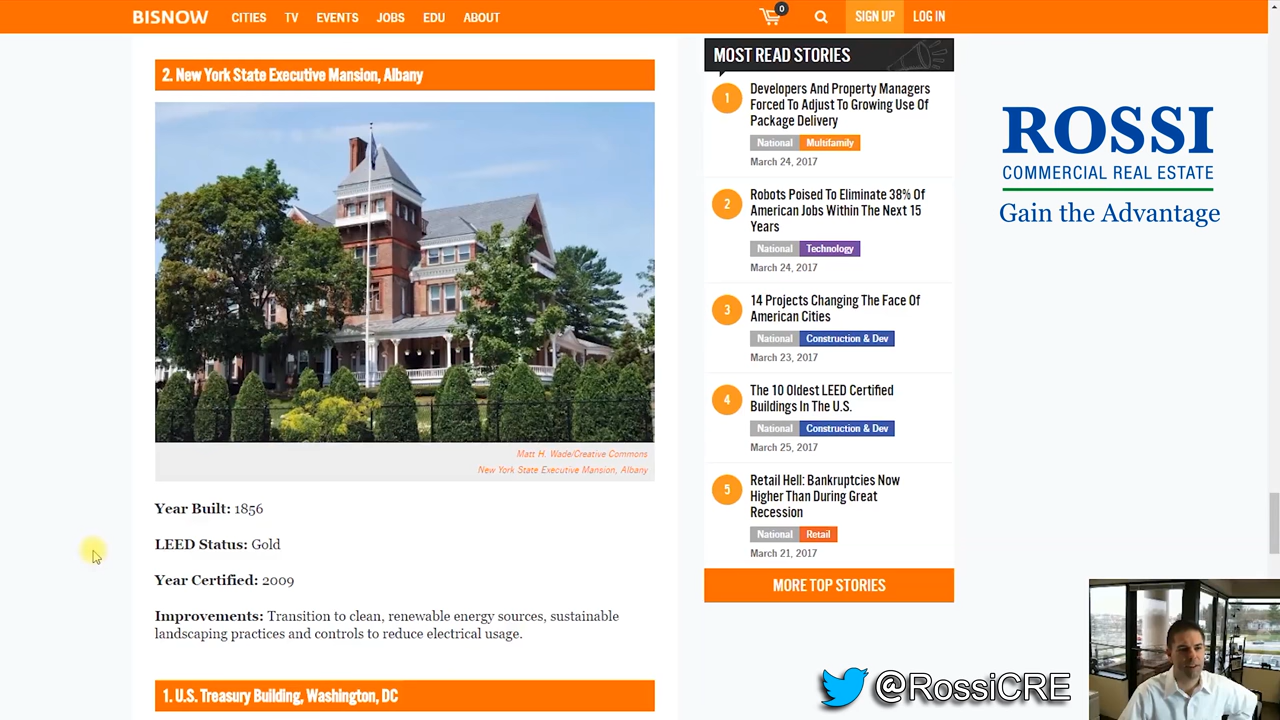 BISNOW CITIES TV EVENTS JOBS EDU ABOUT 0 SIGN UP LOG IN
2. New York State Executive Mansion, Albany
Matt H. Wade/Creative Commons
New York State Executive Mansion, Albany
Year Built: 1856
LEED Status: Gold
Year Certified: 2009
Improvements: Transition to clean, renewable energy sources, sustainable
landscaping practices and controls to reduce electrical usage.
1. U.S. Treasury Building, Washington, DC
MOST READ STORIES
1
Developers And Property Managers
Forced To Adjust To Growing Use Of
Package Delivery
National Multifamily
March 24, 2017
2
Robots Poised To Eliminate 38% Of
American Jobs Within The Next 15
Years
National Technology
March 24, 2017
3
14 Projects Changing The Face Of
American Cities
National Construction & Dev
March 23, 2017
4
The 10 Oldest LEED Certified
Buildings In The U.S.
National Construction & Dev
March 25, 2017
5
Retail Hell: Bankruptcies Now
Higher Than During Great
Recession
National Retail
March 21, 2017
MORE TOP STORIES
ROSSI
COMMERCIAL REAL ESTATE
Gain the Advantage
@RossiCRE